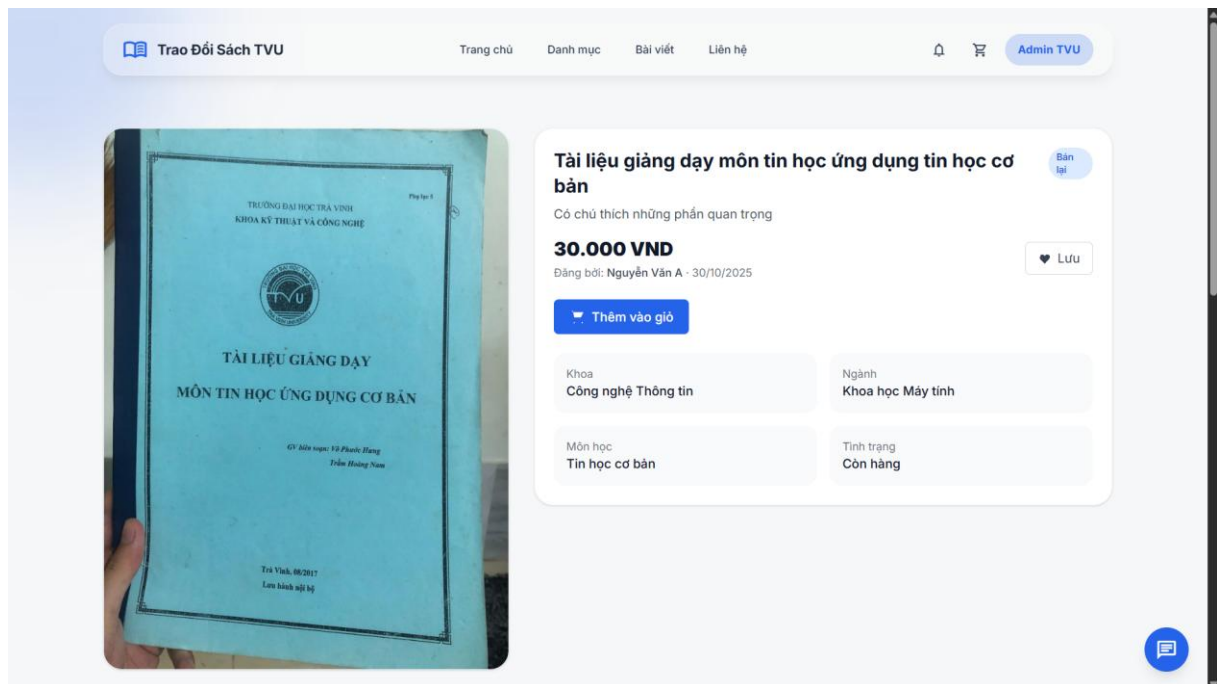 Trao Đổi Sách TVU
Trang chủ
Danh mục
Bài viết
Liên hệ
Admin TVU
Phụ lục 8
TRƯỜNG ĐẠI HỌC TRÀ VINH
KHOA KỸ THUẬT VÀ CÔNG NGHỆ
TVU
TÀI LIỆU GIẢNG DẠY
MÔN TIN HỌC ỨNG DỤNG CƠ BẢN
GV biên soạn: Võ Phước Hưng
Trầm Hoàng Nam
Trà Vinh, 08/2017
Lưu hành nội bộ
Tài liệu giảng dạy môn tin học ứng dụng tin học cơ
bản
Bán
lại
Có chú thích những phần quan trọng
30.000 VND
Đăng bởi: Nguyễn Văn A · 30/10/2025
Lưu
Thêm vào giỏ
Khoa
Công nghệ Thông tin
Ngành
Khoa học Máy tính
Môn học
Tin học cơ bản
Tình trạng
Còn hàng